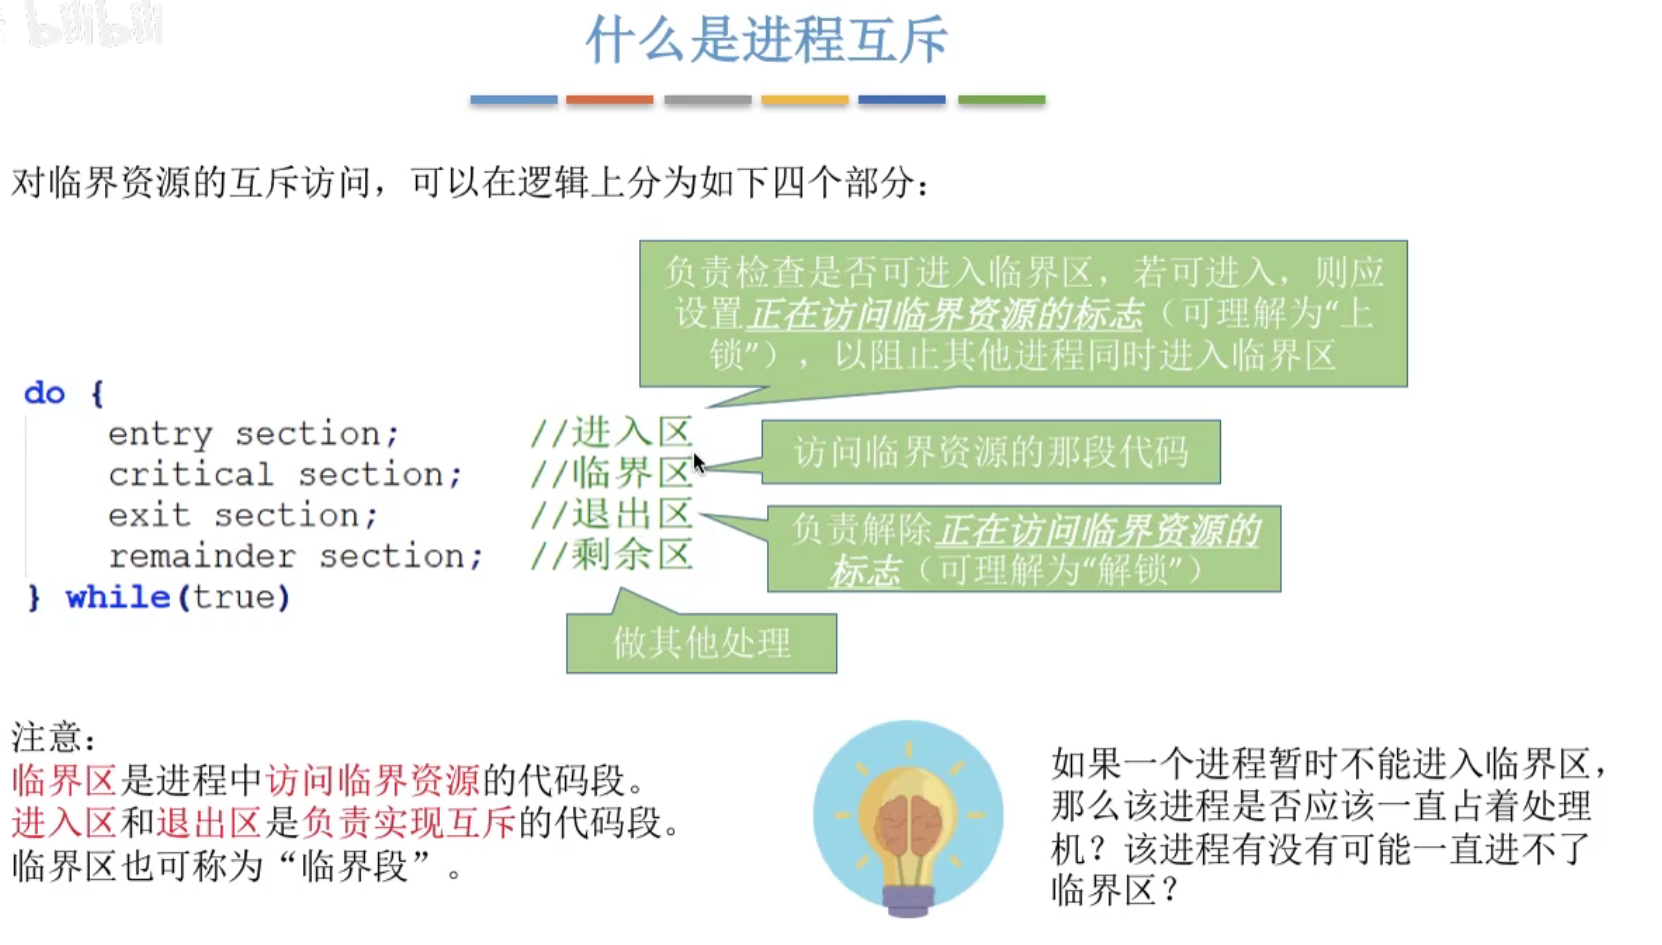 bilibili
什么是进程互斥
对临界资源的互斥访问，可以在逻辑上分为如下四个部分：
负责检查是否可进入临界区，若可进入，则应
设置正在访问临界资源的标志（可理解为“上
锁”），以阻止其他进程同时进入临界区
do {
entry section; //进入区
critical section; //临界区
exit section; //退出区
remainder section; //剩余区
} while(true)
访问临界资源的那段代码
负责解除正在访问临界资源的
标志（可理解为“解锁”）
做其他处理
注意：
临界区是进程中访问临界资源的代码段。
进入区和退出区是负责实现互斥的代码段。
临界区也可称为“临界段”。
如果一个进程暂时不能进入临界区，
那么该进程是否应该一直占着处理
机？该进程有没有可能一直进不了
临界区？